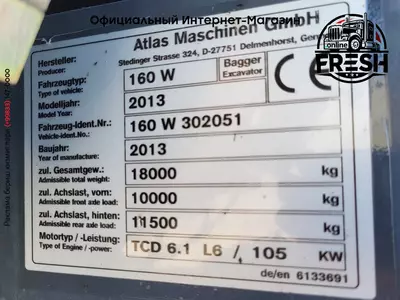 Официальный Интернет-Магазин
online
FRESH
Hersteller:
Producer:
Atlas Maschinen GmbH
Stedinger Strasse 324, D-27751 Delmenhorst,
Fahrzeugtyp:
Type of vehicle:
160 W
Bagger
Excavator
CE
Modelljahr:
Model Year:
2013
Fahrzeug-Ident.Nr.:
Vehicle-Ident.No.:
160 W 302051
Baujahr:
Year of manufacture:
2013
zul. Gesamtgew.:
Admissible total weight:
18000 kg
zul. Achslast, vorn:
Admissible front axle load:
10000 kg
zul. Achslast, hinten:
Admissible rear axle load:
11500 kg
Motortyp / -Leistung:
Type of Engine / -power:
TCD 6.1 L6 / 105 KW
de/en 6133691